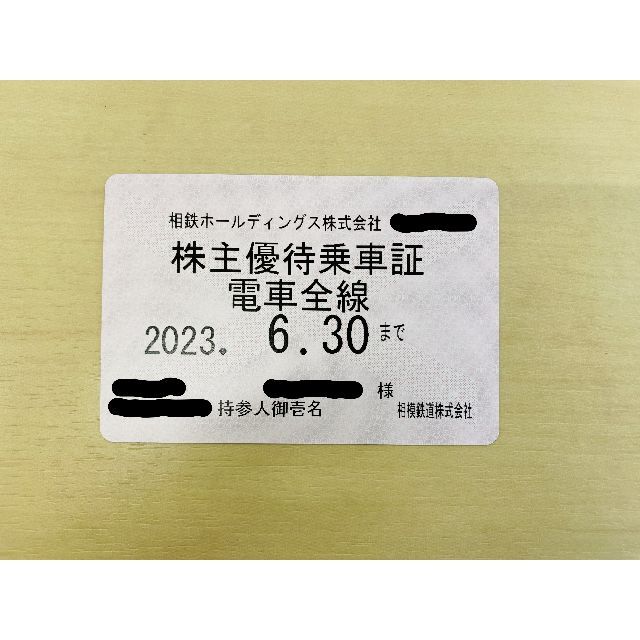 相鉄ホールディングス株式会社
株主優待乗車証
電車全線
2023. 6.30まで
様
持参人御壱名 相模鉄道株式会社